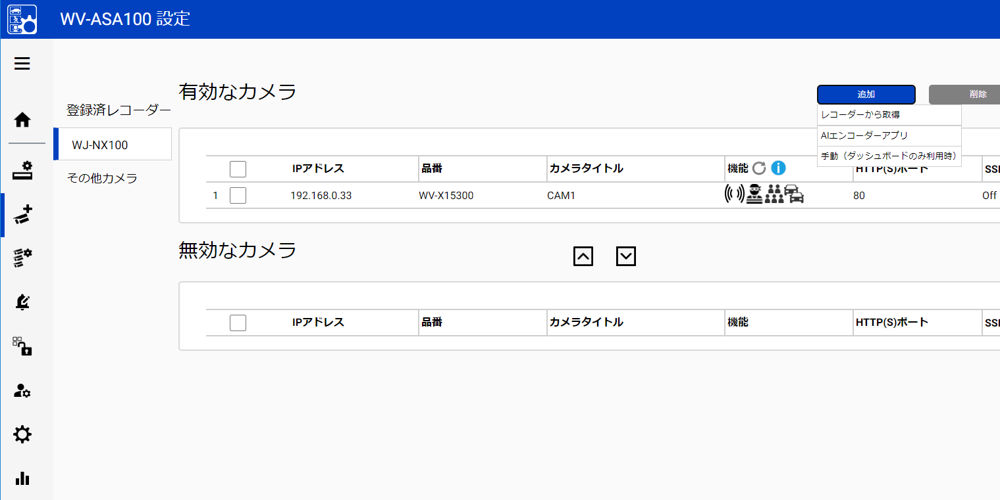 WV-ASA100 設定
登録済レコーダー
WJ-NX100
その他カメラ
有効なカメラ
追加
削除
レコーダーから取得
AIエンコーダーアプリ
手動（ダッシュボードのみ利用時）
IPアドレス 品番 カメラタイトル 機能 HTTP(S)ポート
1 192.168.0.33 WV-X15300 CAM1 80 Off
無効なカメラ
IPアドレス 品番 カメラタイトル 機能 HTTP(S)ポート